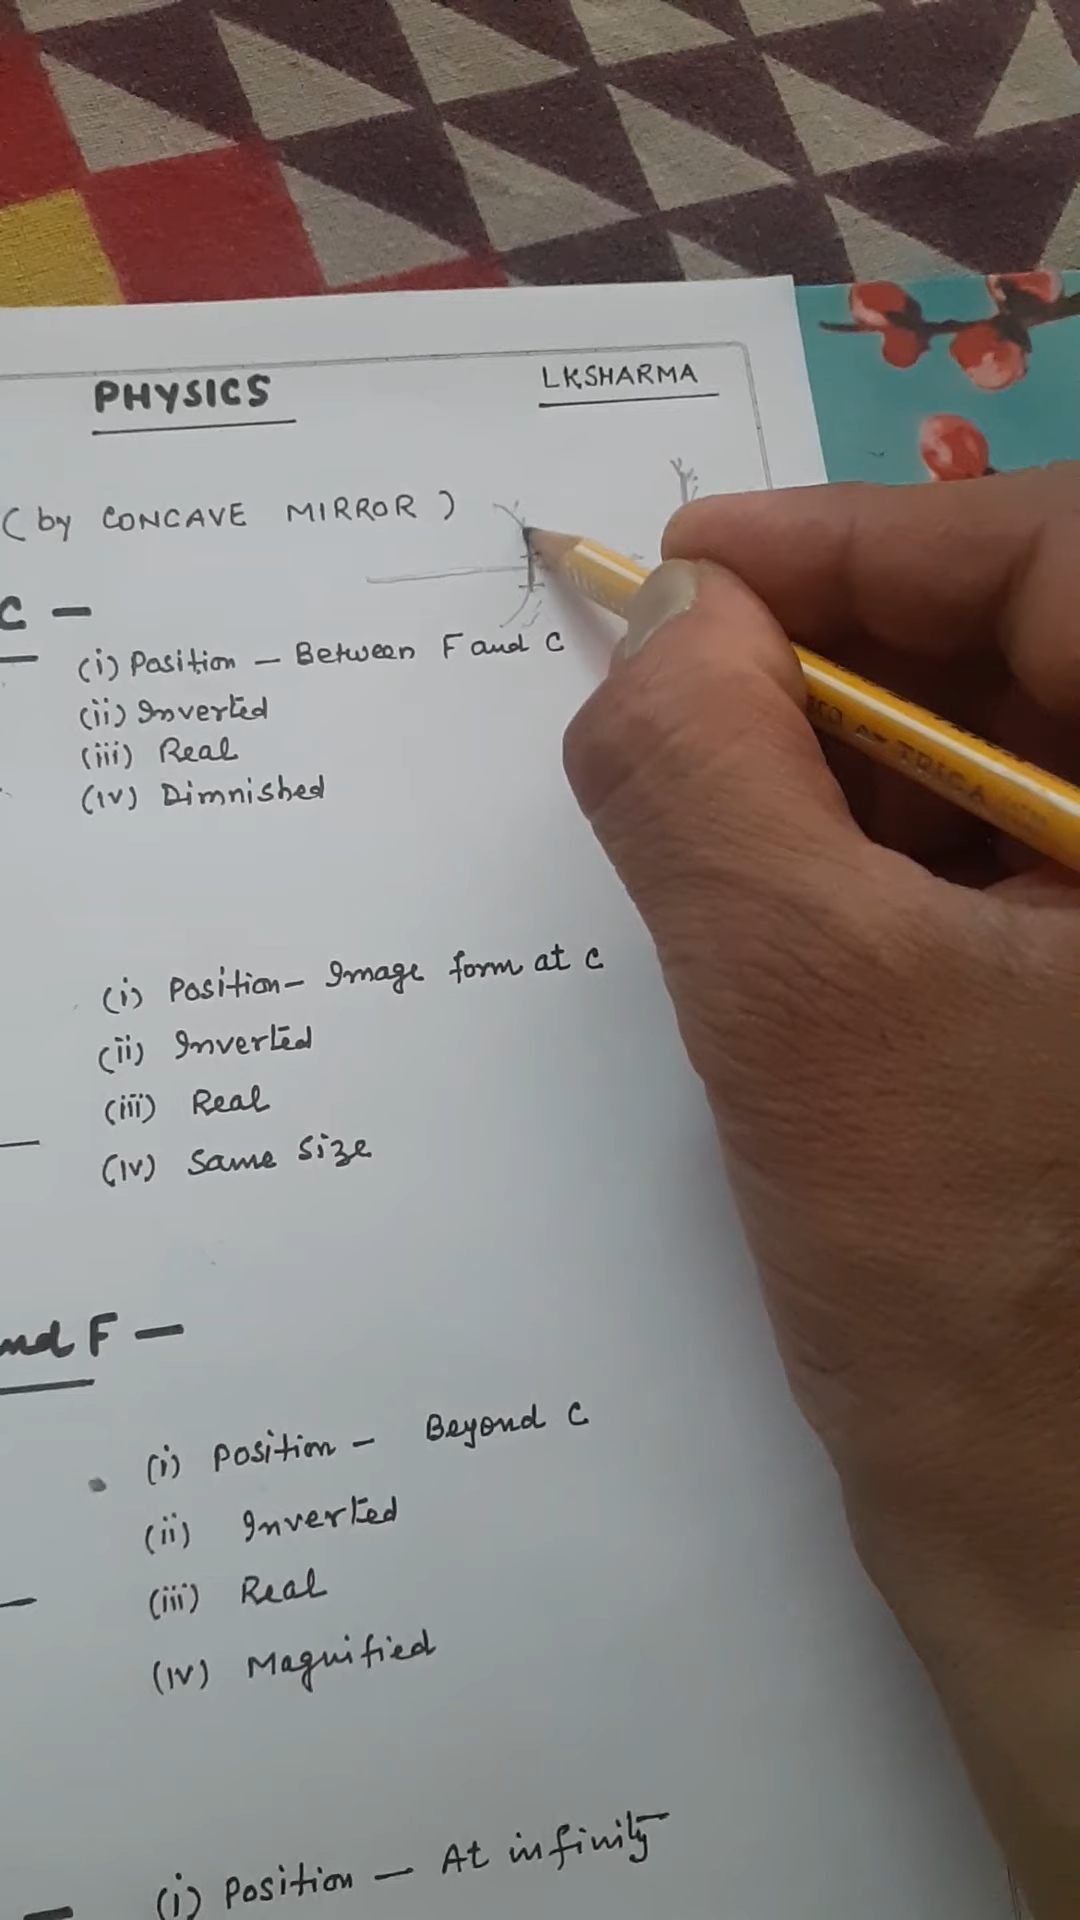 PHYSICS
LKSHARMA
(by CONCAVE MIRROR)
C —
(i) Position — Between F and C
(ii) Inverted
(iii) Real
(iv) Dimnished
(i) Position – Image form at C
(ii) Inverted
(iii) Real
(iv) Same Size
F —
(i) Position – Beyond C
(ii) Inverted
(iii) Real
(iv) Magnified
(i) Position — At infinity